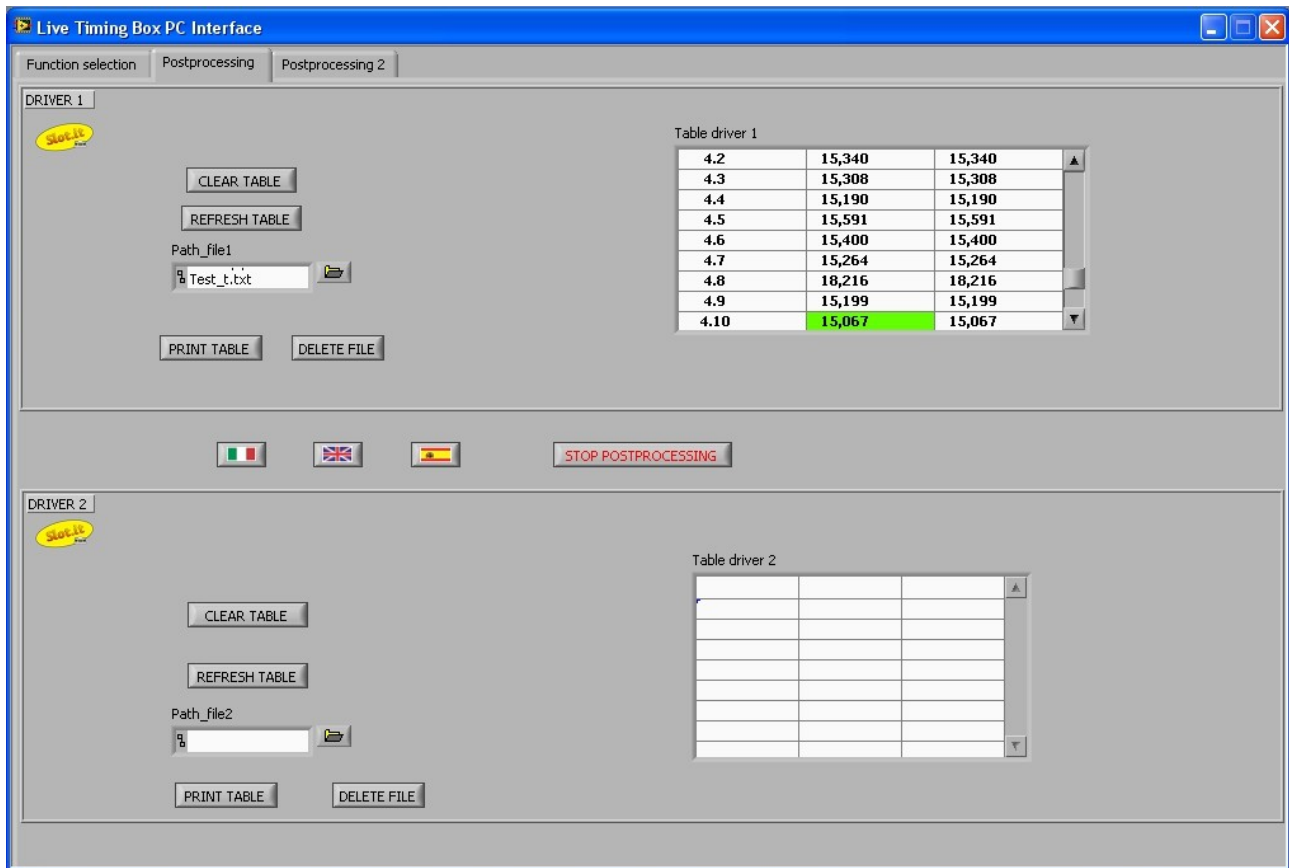 Live Timing Box PC Interface
Function selection Postprocessing Postprocessing 2
DRIVER 1
Slot.it
Table driver 1
4.2 15,340 15,340
4.3 15,308 15,308
4.4 15,190 15,190
4.5 15,591 15,591
4.6 15,400 15,400
4.7 15,264 15,264
4.8 18,216 18,216
4.9 15,199 15,199
4.10 15,067 15,067
CLEAR TABLE
REFRESH TABLE
Path_file1
Test_t.txt
PRINT TABLE DELETE FILE
STOP POSTPROCESSING
DRIVER 2
Slot.it
Table driver 2
CLEAR TABLE
REFRESH TABLE
Path_file2
PRINT TABLE DELETE FILE